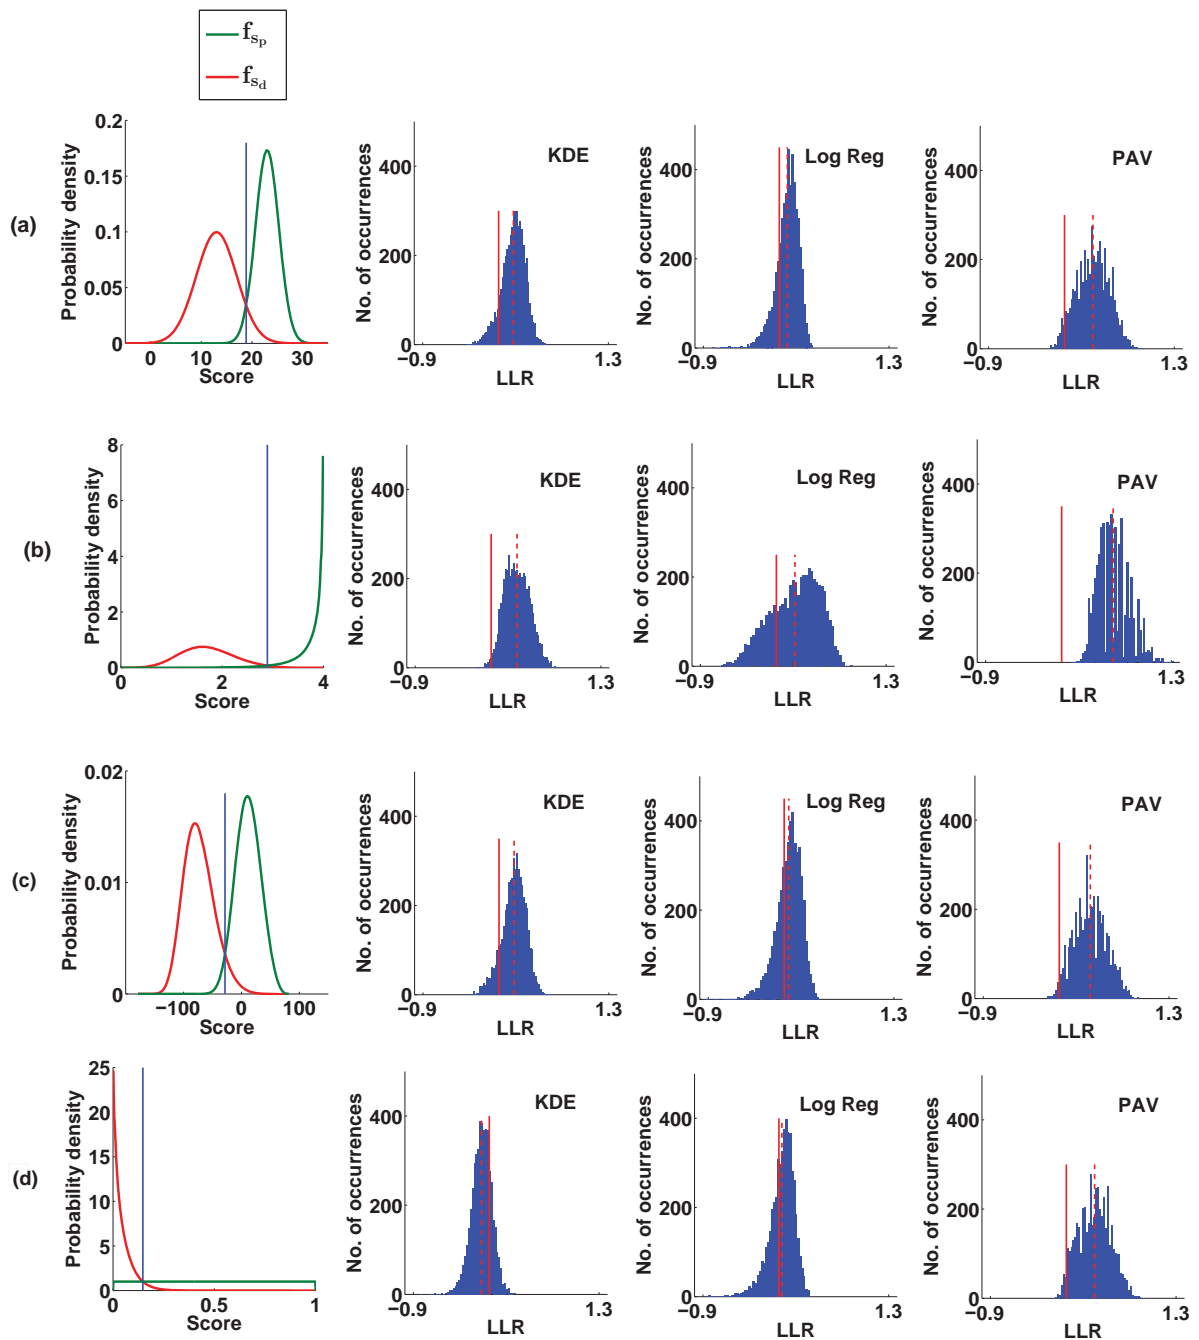 f_{s_p}
f_{s_d}
(a)
Probability density
0.2
0.15
0.1
0.05
0
0 10 20 30
Score
No. of occurrences
400
200
0
−0.9 1.3
LLR
KDE
No. of occurrences
400
200
0
−0.9 1.3
LLR
Log Reg
No. of occurrences
400
200
0
−0.9 1.3
LLR
PAV
(b)
Probability density
8
6
4
2
0
0 2 4
Score
No. of occurrences
400
200
0
−0.9 1.3
LLR
KDE
No. of occurrences
400
200
0
−0.9 1.3
LLR
Log Reg
No. of occurrences
400
200
0
−0.9 1.3
LLR
PAV
(c)
Probability density
0.02
0.01
0
−100 0 100
Score
No. of occurrences
400
200
0
−0.9 1.3
LLR
KDE
No. of occurrences
400
200
0
−0.9 1.3
LLR
Log Reg
No. of occurrences
400
200
0
−0.9 1.3
LLR
PAV
(d)
Probability density
25
20
15
10
5
0
0 0.5 1
Score
No. of occurrences
400
200
0
−0.9 1.3
LLR
KDE
No. of occurrences
400
200
0
−0.9 1.3
LLR
Log Reg
No. of occurrences
400
200
0
−0.9 1.3
LLR
PAV